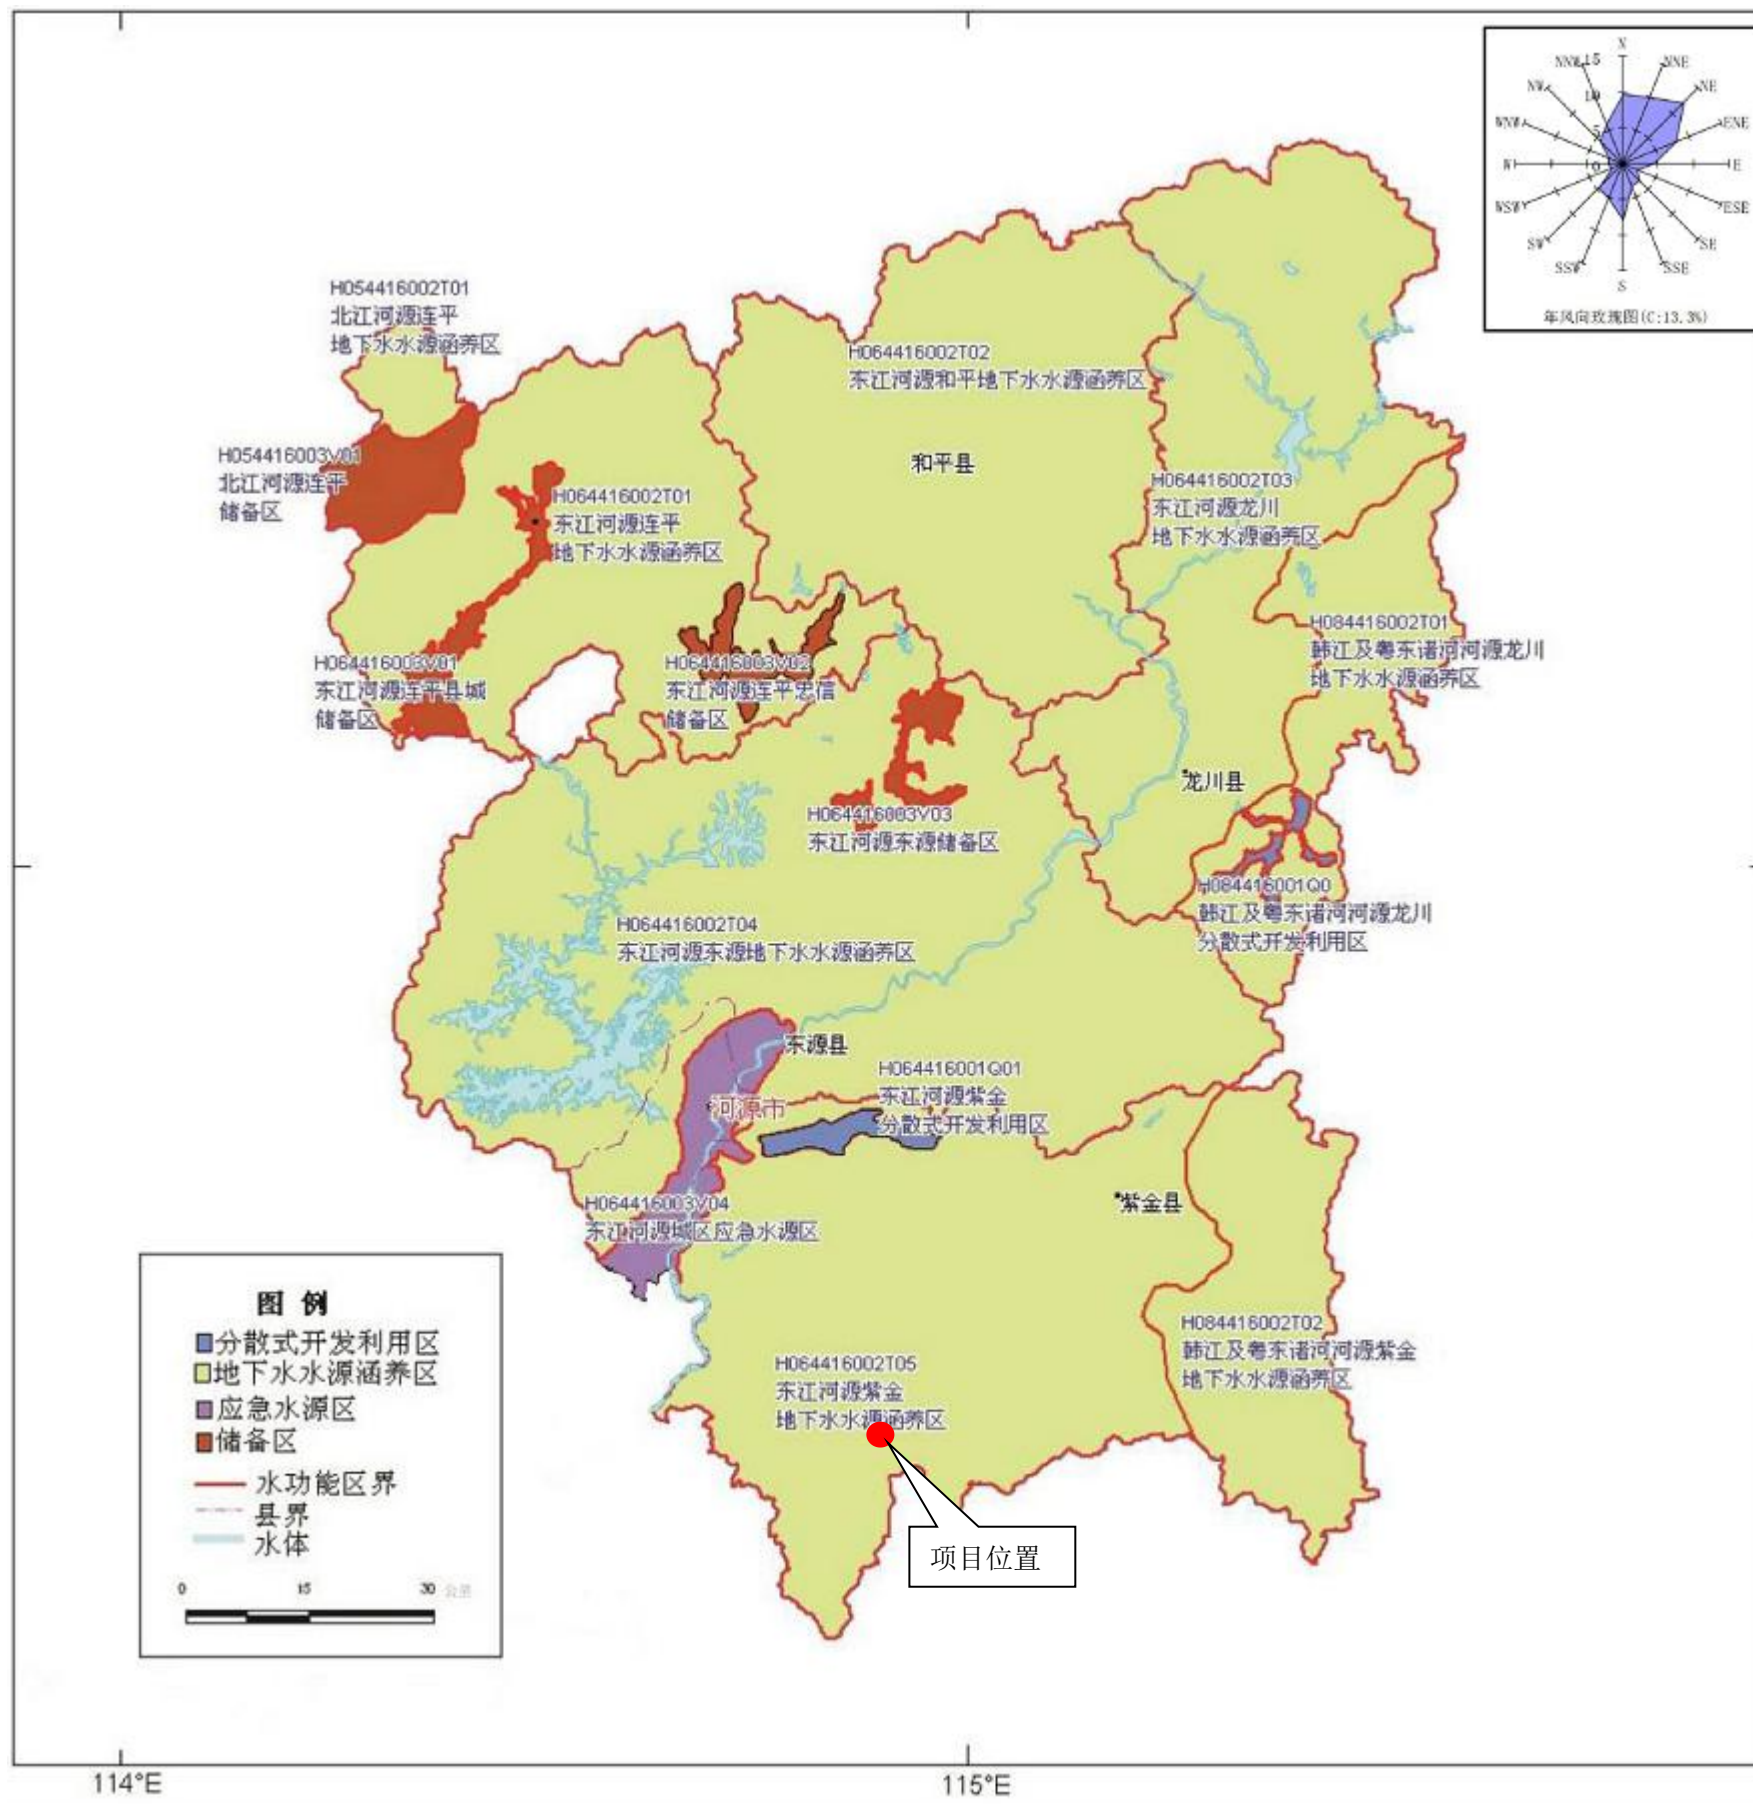 N
NNE
NE
ENE
E
ESE
SE
SSE
S
SSW
SW
WSW
W
WNW
NW
NNW
15
10
5
0
年风向玫瑰图(C:13.3%)
H054416002T01
北江河源连平
地下水水源涵养区
H064416002T02
东江河源和平地下水水源涵养区
和平县
H054416003V01
北江河源连平
储备区
H064416002T01
东江河源连平
地下水水源涵养区
H064416002T03
东江河源龙川
地下水水源涵养区
H084416002T01
韩江及粤东诸河河源龙川
地下水水源涵养区
H064416003V01
东江河源连平县城
储备区
H064416003V02
东江河源连平忠信
储备区
龙川县
H064416003V03
东江河源东源储备区
H084416001Q0
韩江及粤东诸河河源龙川
分散式开发利用区
H064416002T04
东江河源东源地下水水源涵养区
东源县
H064416001Q01
东江河源紫金
分散式开发利用区
河源市
紫金县
H064416003V04
东江河源城区应急水源区
H084416002T02
韩江及粤东诸河河源紫金
地下水水源涵养区
H064416002T05
东江河源紫金
地下水水源涵养区
项目位置
图 例
分散式开发利用区
地下水水源涵养区
应急水源区
储备区
水功能区界
县界
水体
0 15 30 公里
114°E 115°E